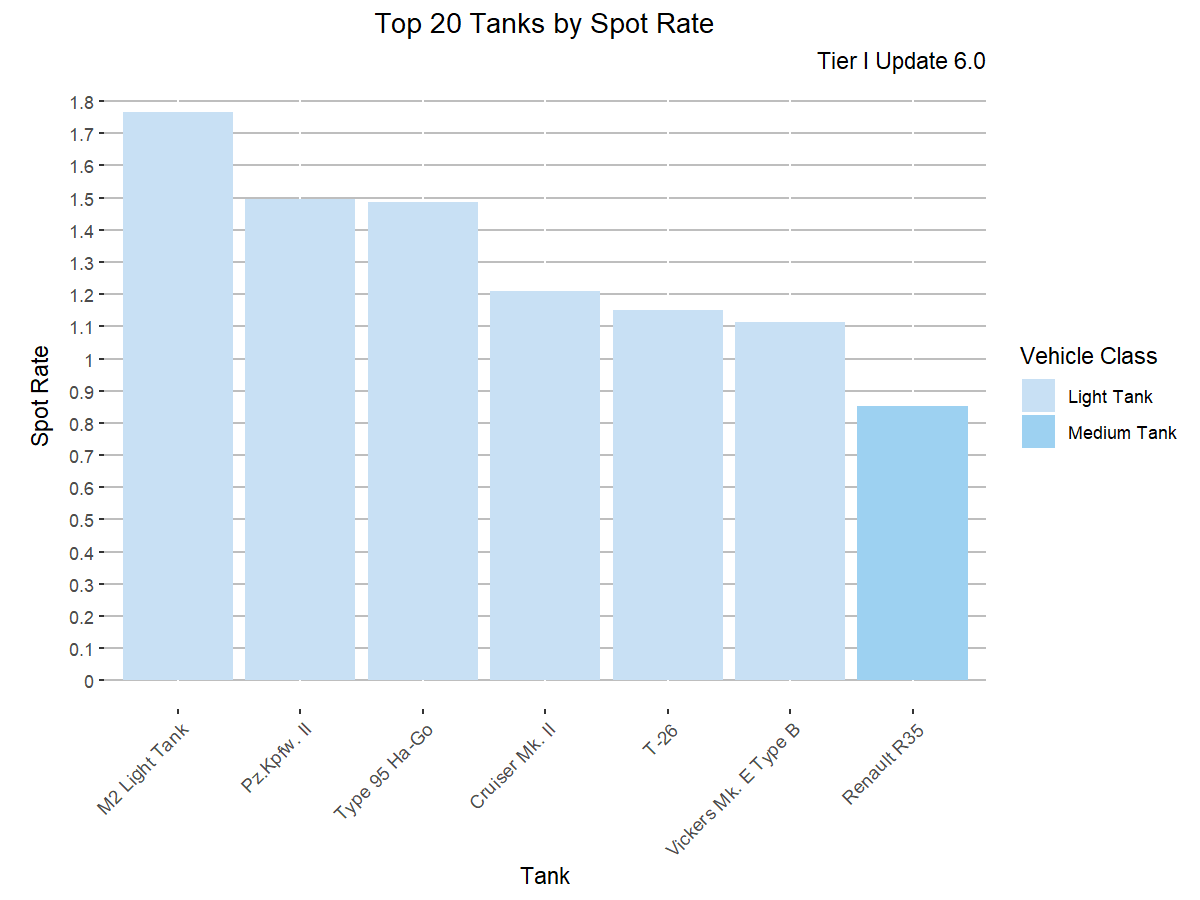 Top 20 Tanks by Spot Rate
Tier I Update 6.0
1.8
1.7
1.6
1.5
1.4
1.3
1.2
1.1
1
0.9
0.8
0.7
0.6
0.5
0.4
0.3
0.2
0.1
0
Spot Rate
M2 Light Tank
Pz.Kpfw. II
Type 95 Ha-Go
Cruiser Mk. II
T-26
Vickers Mk. E Type B
Renault R35
Tank
Vehicle Class
Light Tank
Medium Tank